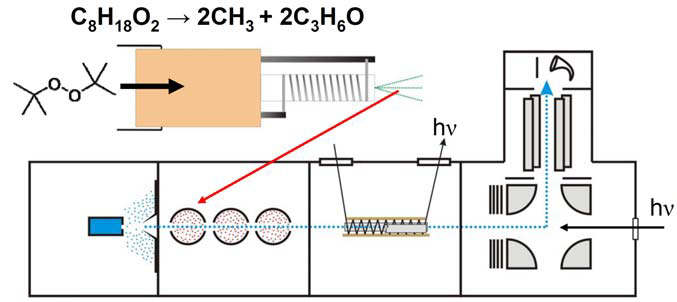 C₈H₁₈O₂ → 2CH₃ + 2C₃H₆O
O
O
hν
hν